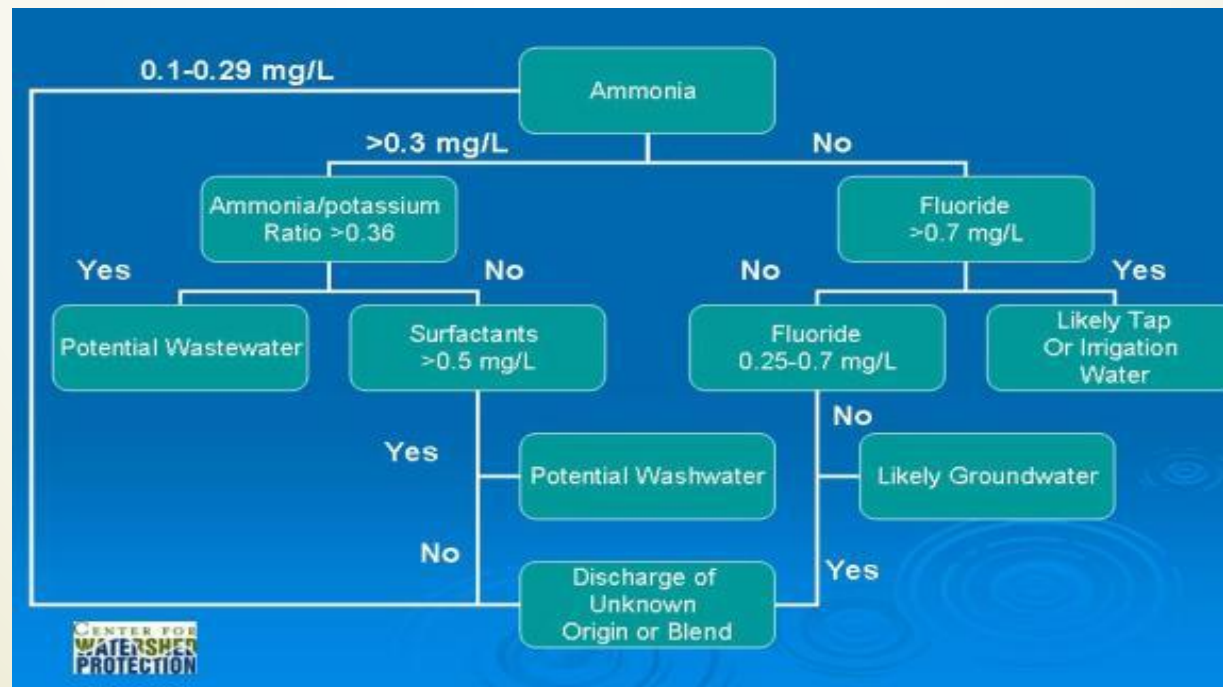 0.1-0.29 mg/L
Ammonia
>0.3 mg/L
No
Ammonia/potassium
Ratio >0.36
Fluoride
>0.7 mg/L
Yes
No
No
Yes
Potential Wastewater
Surfactants
>0.5 mg/L
Fluoride
0.25-0.7 mg/L
Likely Tap
Or Irrigation
Water
Yes
No
Potential Washwater
Likely Groundwater
No
Yes
Discharge of
Unknown
Origin or Blend
CENTER FOR
WATERSHED
PROTECTION